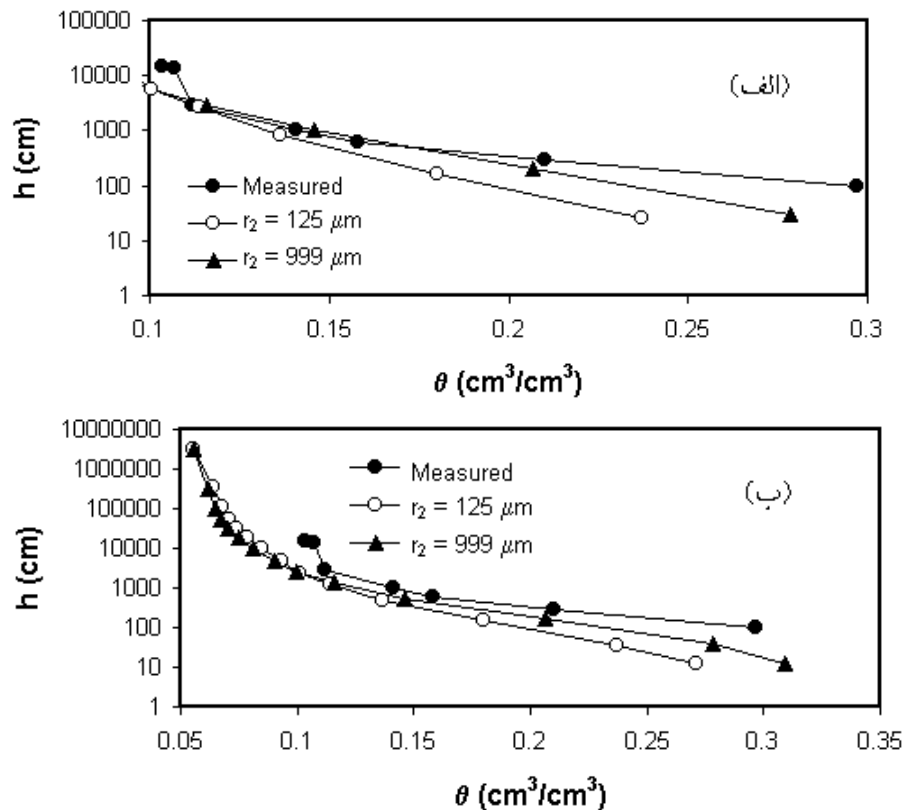 100000
10000
1000
100
10
1
h (cm)
(الف)
Measured
r₂ = 125 μm
r₂ = 999 μm
0.1 0.15 0.2 0.25 0.3
θ (cm³/cm³)
10000000
1000000
100000
10000
1000
100
10
1
h (cm)
(ب)
Measured
r₂ = 125 μm
r₂ = 999 μm
0.05 0.1 0.15 0.2 0.25 0.3 0.35
θ (cm³/cm³)